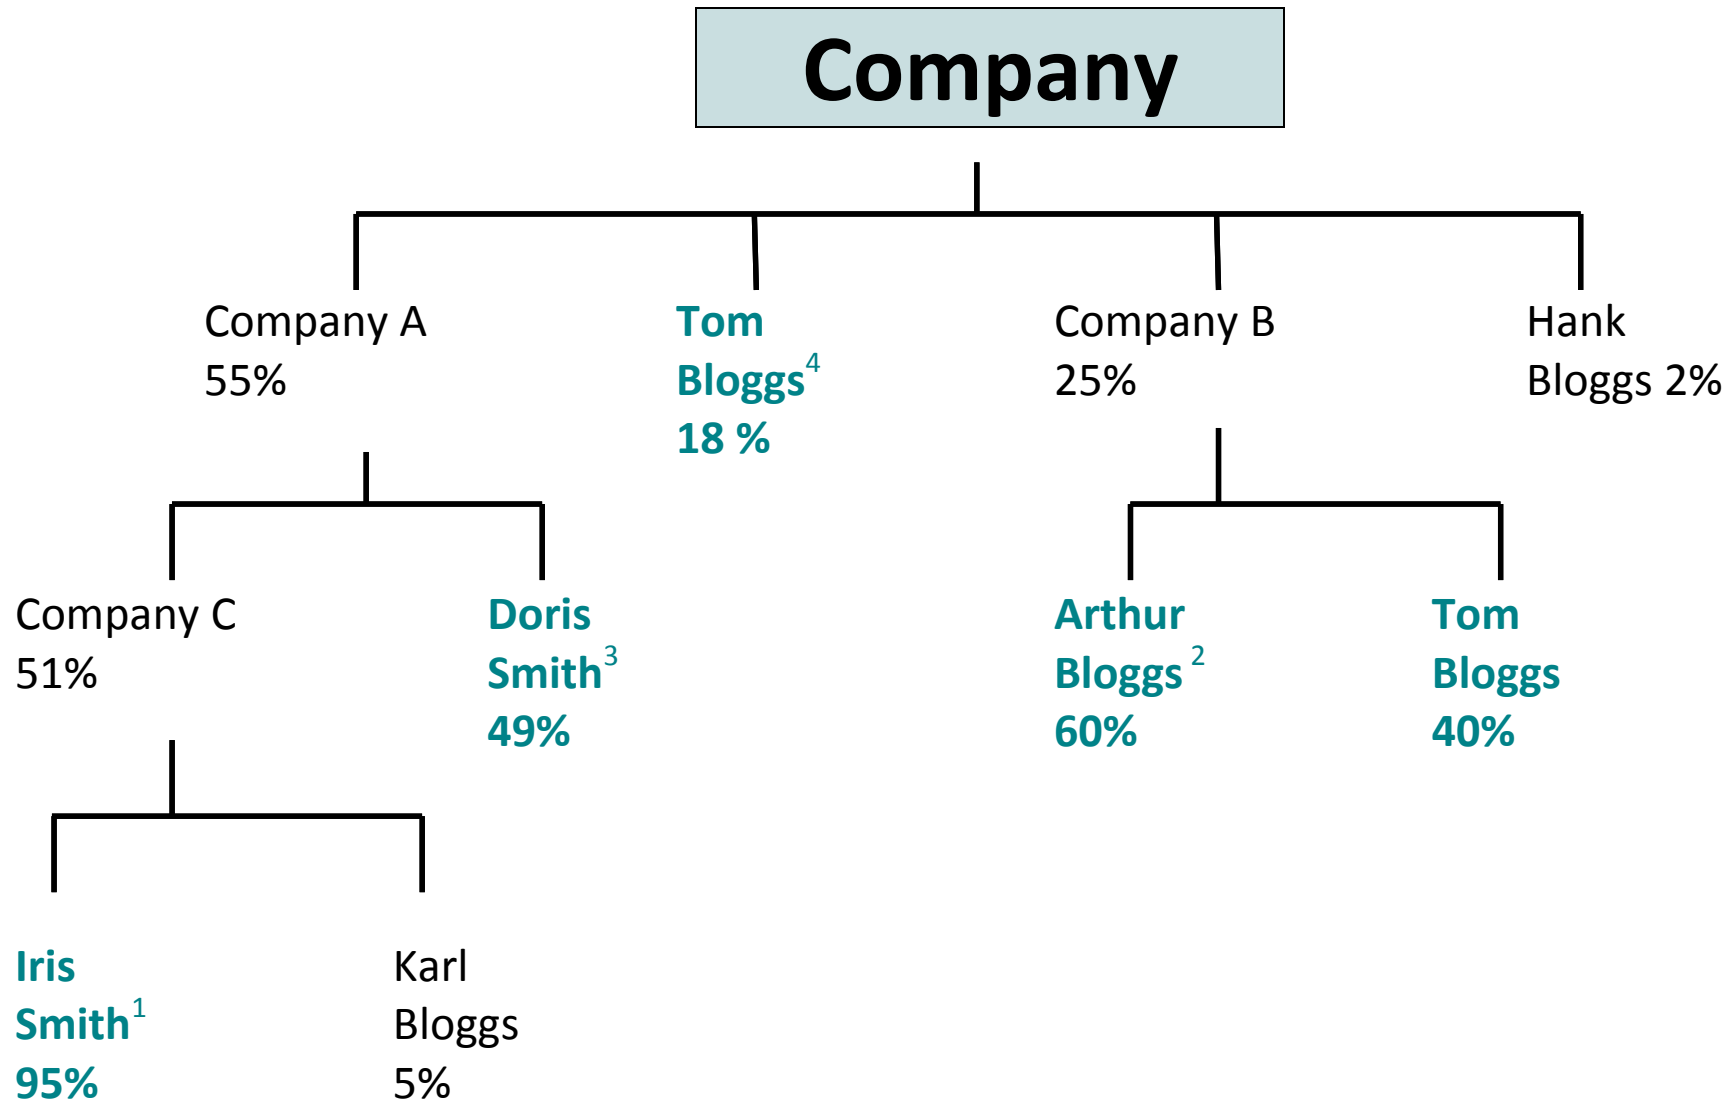 Company
Company A
55%
Tom
Bloggs4
18 %
Company B
25%
Hank
Bloggs 2%
Company C
51%
Doris
Smith3
49%
Arthur
Bloggs 2
60%
Tom
Bloggs
40%
Iris
Smith1
95%
Karl
Bloggs
5%